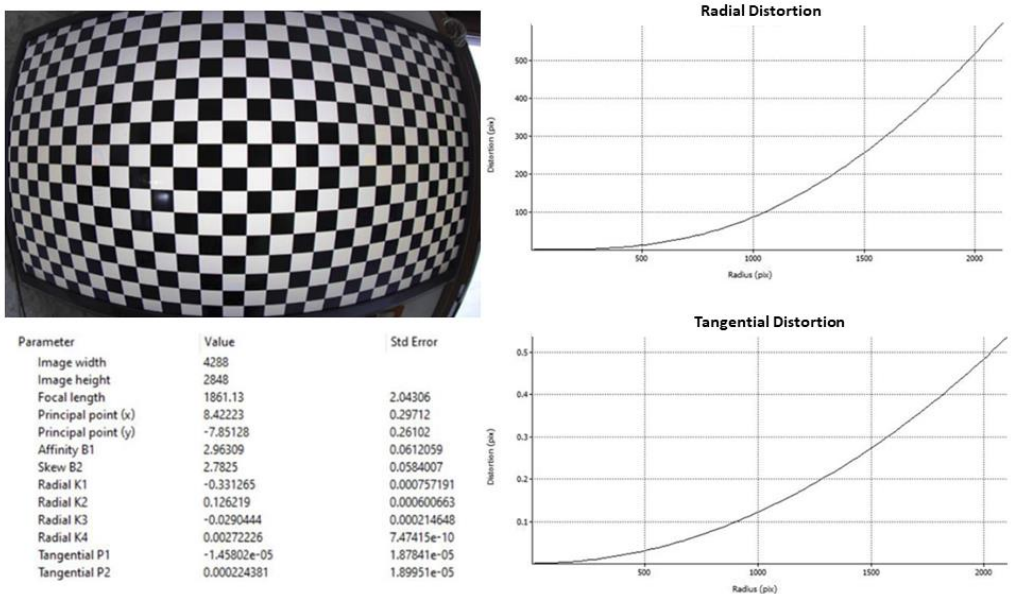 Radial Distortion
Distortion (pix)
500
400
300
200
100
500
1000
1500
2000
Radius (pix)
Parameter Value Std Error
Image width 4288
Image height 2848
Focal length 1861.13 2.04306
Principal point (x) 8.42223 0.29712
Principal point (y) -7.85128 0.26102
Affinity B1 2.96309 0.0612059
Skew B2 2.7825 0.0584007
Radial K1 -0.331265 0.000757191
Radial K2 0.126219 0.000600663
Radial K3 -0.0290444 0.000214648
Radial K4 0.00272226 7.47415e-10
Tangential P1 -1.45802e-05 1.87841e-05
Tangential P2 0.000224381 1.89951e-05
Tangential Distortion
Distortion (pix)
0.5
0.4
0.3
0.2
0.1
500
1000
1500
2000
Radius (pix)